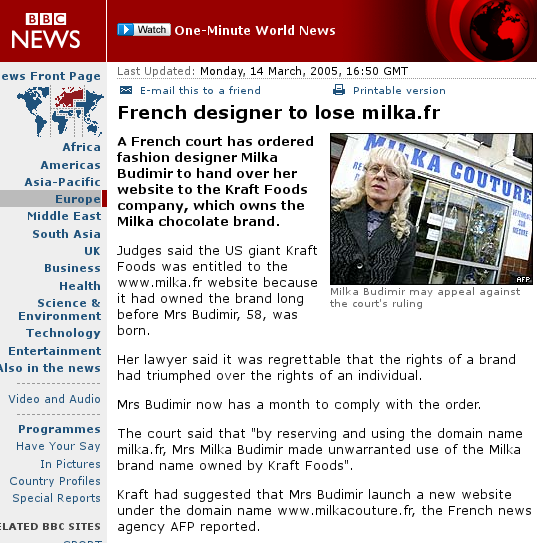 BBC
NEWS
Watch One-Minute World News
Last Updated: Monday, 14 March, 2005, 16:50 GMT
E-mail this to a friend
Printable version
French designer to lose milka.fr
A French court has ordered
fashion designer Milka
Budimir to hand over her
website to the Kraft Foods
company, which owns the
Milka chocolate brand.
MILKA COUTURE
AFP
Milka Budimir may appeal against
the court's ruling
Judges said the US giant Kraft
Foods was entitled to the
www.milka.fr website because
it had owned the brand long
before Mrs Budimir, 58, was
born.
Her lawyer said it was regrettable that the rights of a brand
had triumphed over the rights of an individual.
Mrs Budimir now has a month to comply with the order.
The court said that "by reserving and using the domain name
milka.fr, Mrs Milka Budimir made unwarranted use of the Milka
brand name owned by Kraft Foods".
Kraft had suggested that Mrs Budimir launch a new website
under the domain name www.milkacouture.fr, the French news
agency AFP reported.
ews Front Page
Africa
Americas
Asia-Pacific
Europe
Middle East
South Asia
UK
Business
Health
Science &
Environment
Technology
Entertainment
Also in the news
Video and Audio
Programmes
Have Your Say
In Pictures
Country Profiles
Special Reports
ELATED BBC SITES